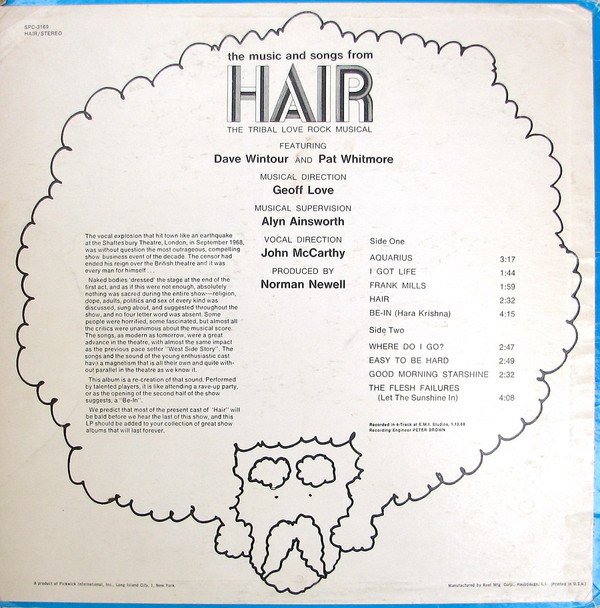 SPC-3169
HAIR/STEREO
the music and songs from
HAIR
THE TRIBAL LOVE ROCK MUSICAL
FEATURING
Dave Wintour AND Pat Whitmore
MUSICAL DIRECTION
Geoff Love
MUSICAL SUPERVISION
Alyn Ainsworth
VOCAL DIRECTION
John McCarthy
PRODUCED BY
Norman Newell
The vocal explosion that hit town like an earthquake
at the Shaftesbury Theatre, London, in September 1968,
was without question the most outrageous, compelling
show business event of the decade. The censor had
ended his reign over the British theatre and it was
every man for himself . . .
Naked bodies 'dressed' the stage at the end of the
first act, and as if this were not enough, absolutely
nothing was sacred during the entire show—religion,
dope, adults, politics and sex of every kind was
discussed, sung about, and suggested throughout the
show, and no four letter word was absent. Some
people were horrified, some fascinated, but almost all
the critics were unanimous about the musical score.
The songs, as modern as tomorrow, were a great
advance in the theatre, with almost the same impact
as the previous pace setter "West Side Story". The
songs and the sound of the young enthusiastic cast
have a magnetism that is all their own and quite with-
out parallel in the theatre as we know it.
This album is a re-creation of that sound. Performed
by talented players, it is like attending a rave-up party,
or as the opening of the second half of the show
suggests, a "Be-In".
We predict that most of the present cast of "Hair" will
be bald before we hear the last of this show, and this
LP should be added to your collection of great show
albums that will last forever.
Side One
AQUARIUS 3:17
I GOT LIFE 1:44
FRANK MILLS 1:59
HAIR 2:32
BE-IN (Hara Krishna) 4:15
Side Two
WHERE DO I GO? 2:47
EASY TO BE HARD 2:49
GOOD MORNING STARSHINE 2:32
THE FLESH FAILURES
(Let The Sunshine In) 4:08
Recorded in 4-Track at E.M.I. Studios,
Recording Engineer PETER BROWN
A product of Pickwick International, Inc., Long Island City, 1, New York
Manufactured by Keel Mfg. Corp., Hauppauge, L.I. (Printed in U.S.A.)